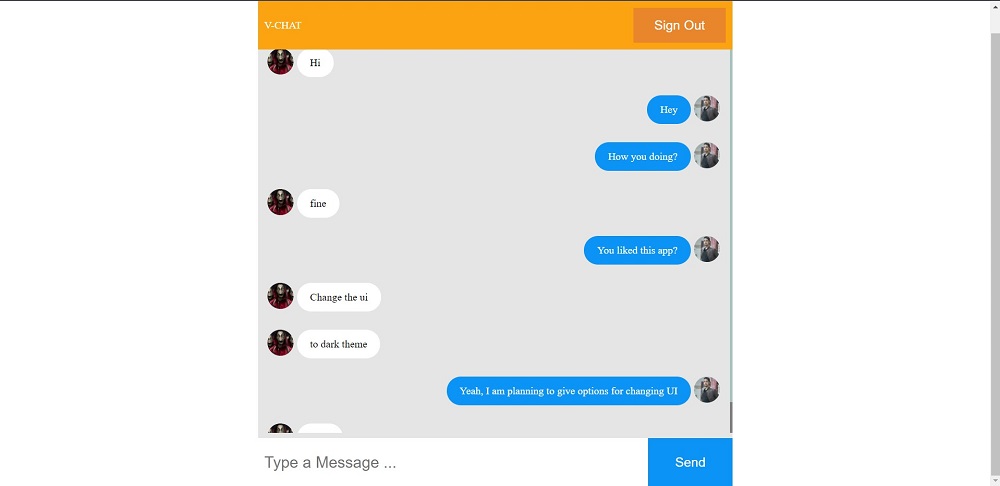 V-CHAT
Sign Out
Hi
Hey
How you doing?
fine
You liked this app?
Change the ui
to dark theme
Yeah, I am planning to give options for changing UI
Type a Message ...
Send